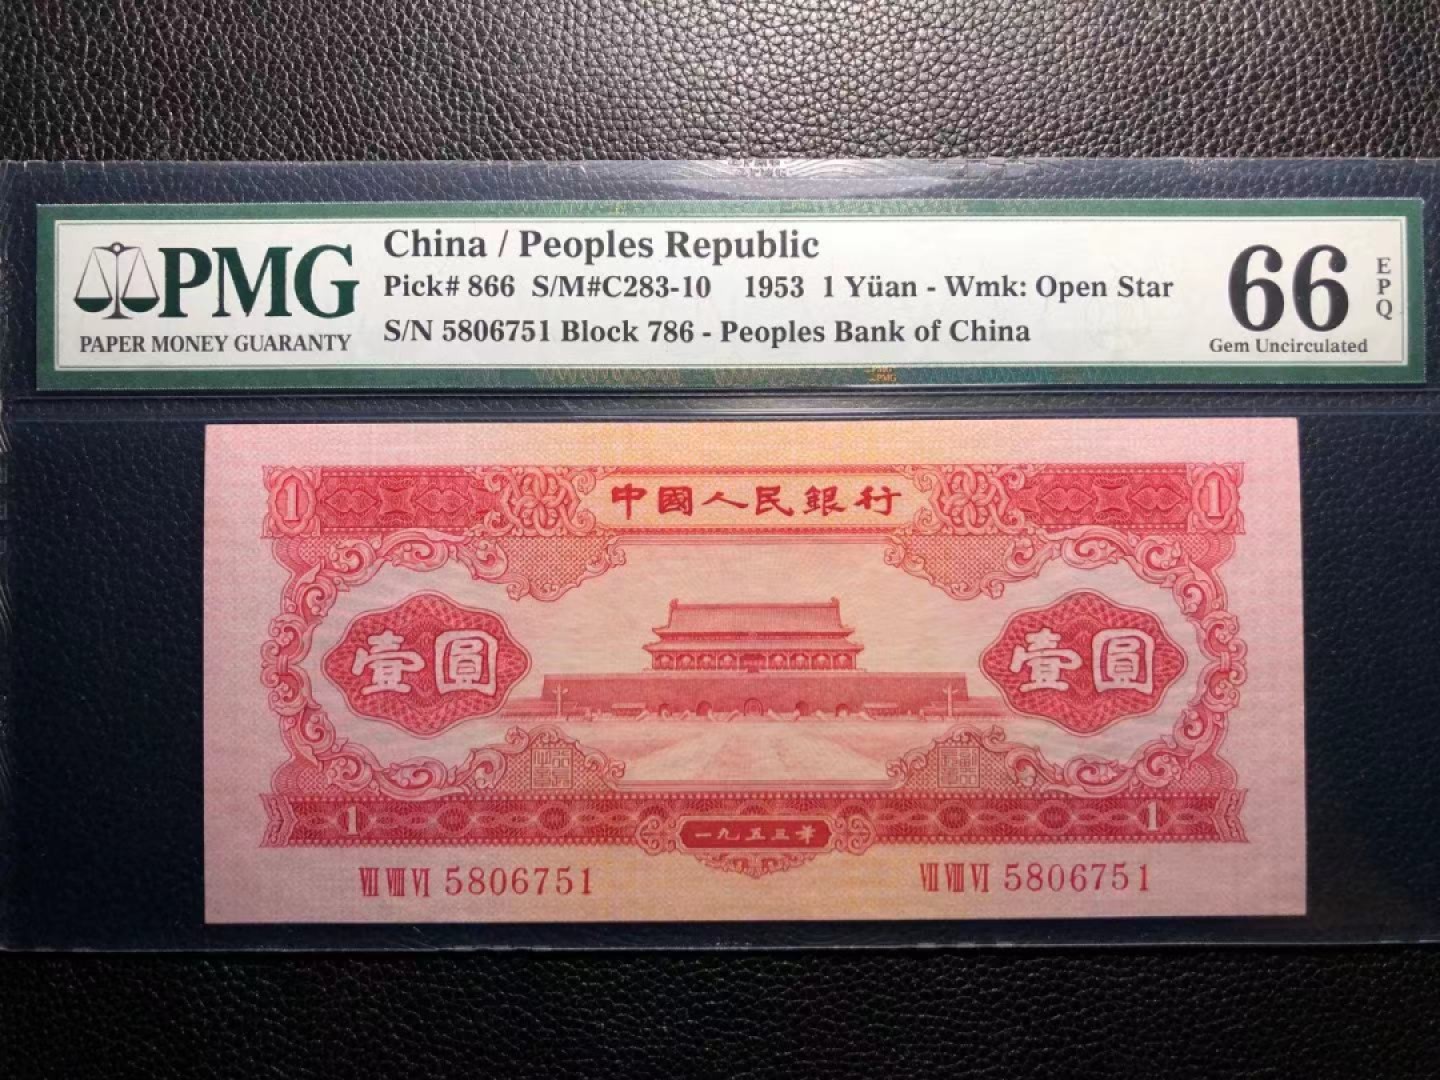 PMG
PAPER MONEY GUARANTY
China / Peoples Republic
Pick# 866 S/M#C283-10 1953 1 Yüan - Wmk: Open Star
S/N 5806751 Block 786 - Peoples Bank of China
66
EPQ
Gem Uncirculated
1 中國人民銀行 1
壹圓 壹圓
1 一九五三年 1
VII VIII VI 5806751 VII VIII VI 5806751